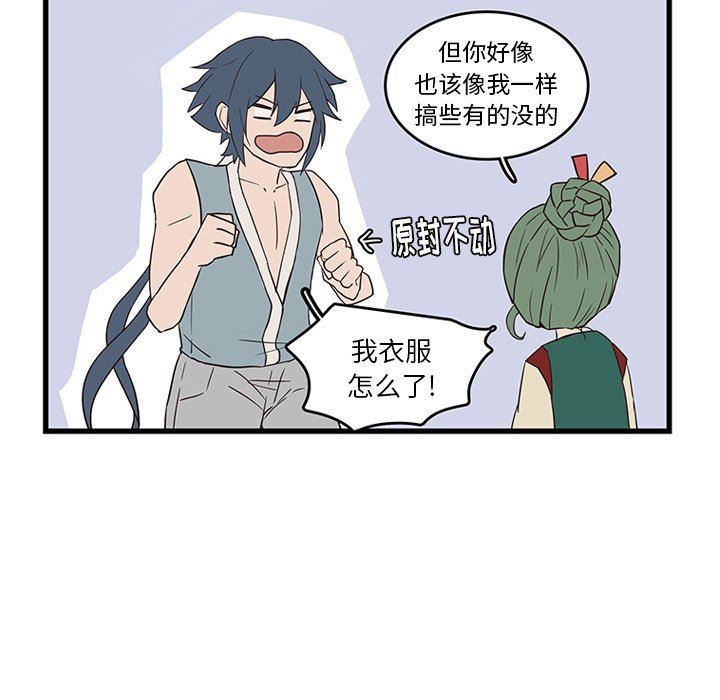 但你好像
也该像我一样
搞些有的没的
←原封不动
我衣服
怎么了!